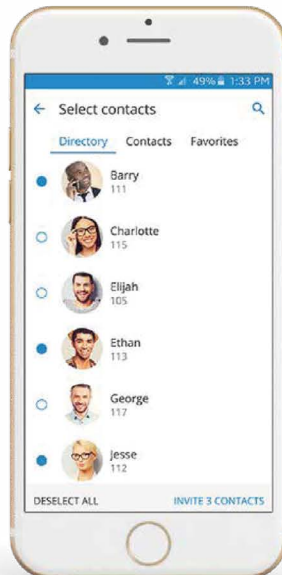 49% 1:33 PM
Select contacts
Directory Contacts Favorites
Barry
111
Charlotte
115
Elijah
105
Ethan
113
George
117
Jesse
112
DESELECT ALL INVITE 3 CONTACTS